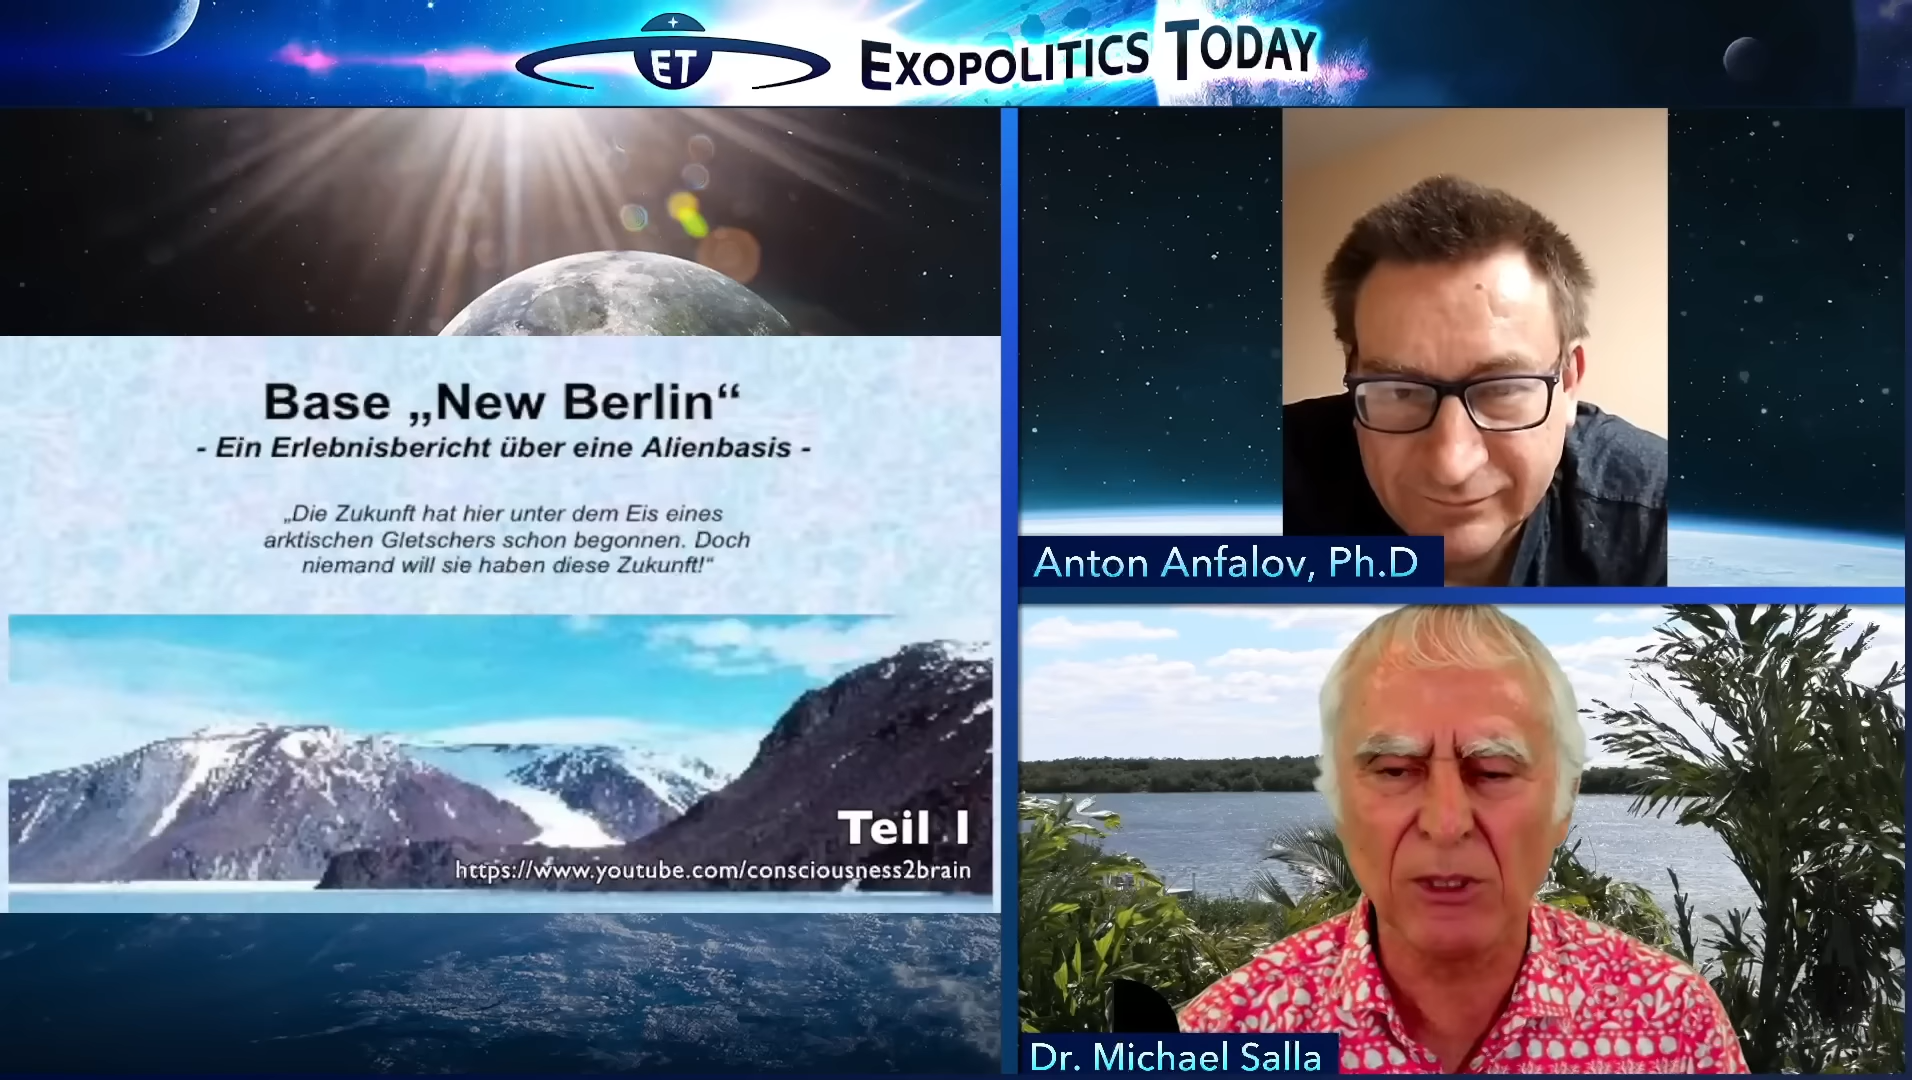 ET
EXOPOLITICS TODAY
Base „New Berlin“
- Ein Erlebnisbericht über eine Alienbasis -
„Die Zukunft hat hier unter dem Eis eines
arktischen Gletschers schon begonnen. Doch
niemand will sie haben diese Zukunft!“
Teil 1
https://www.youtube.com/consciousness2brain
Anton Anfalov, Ph.D
Dr. Michael Salla